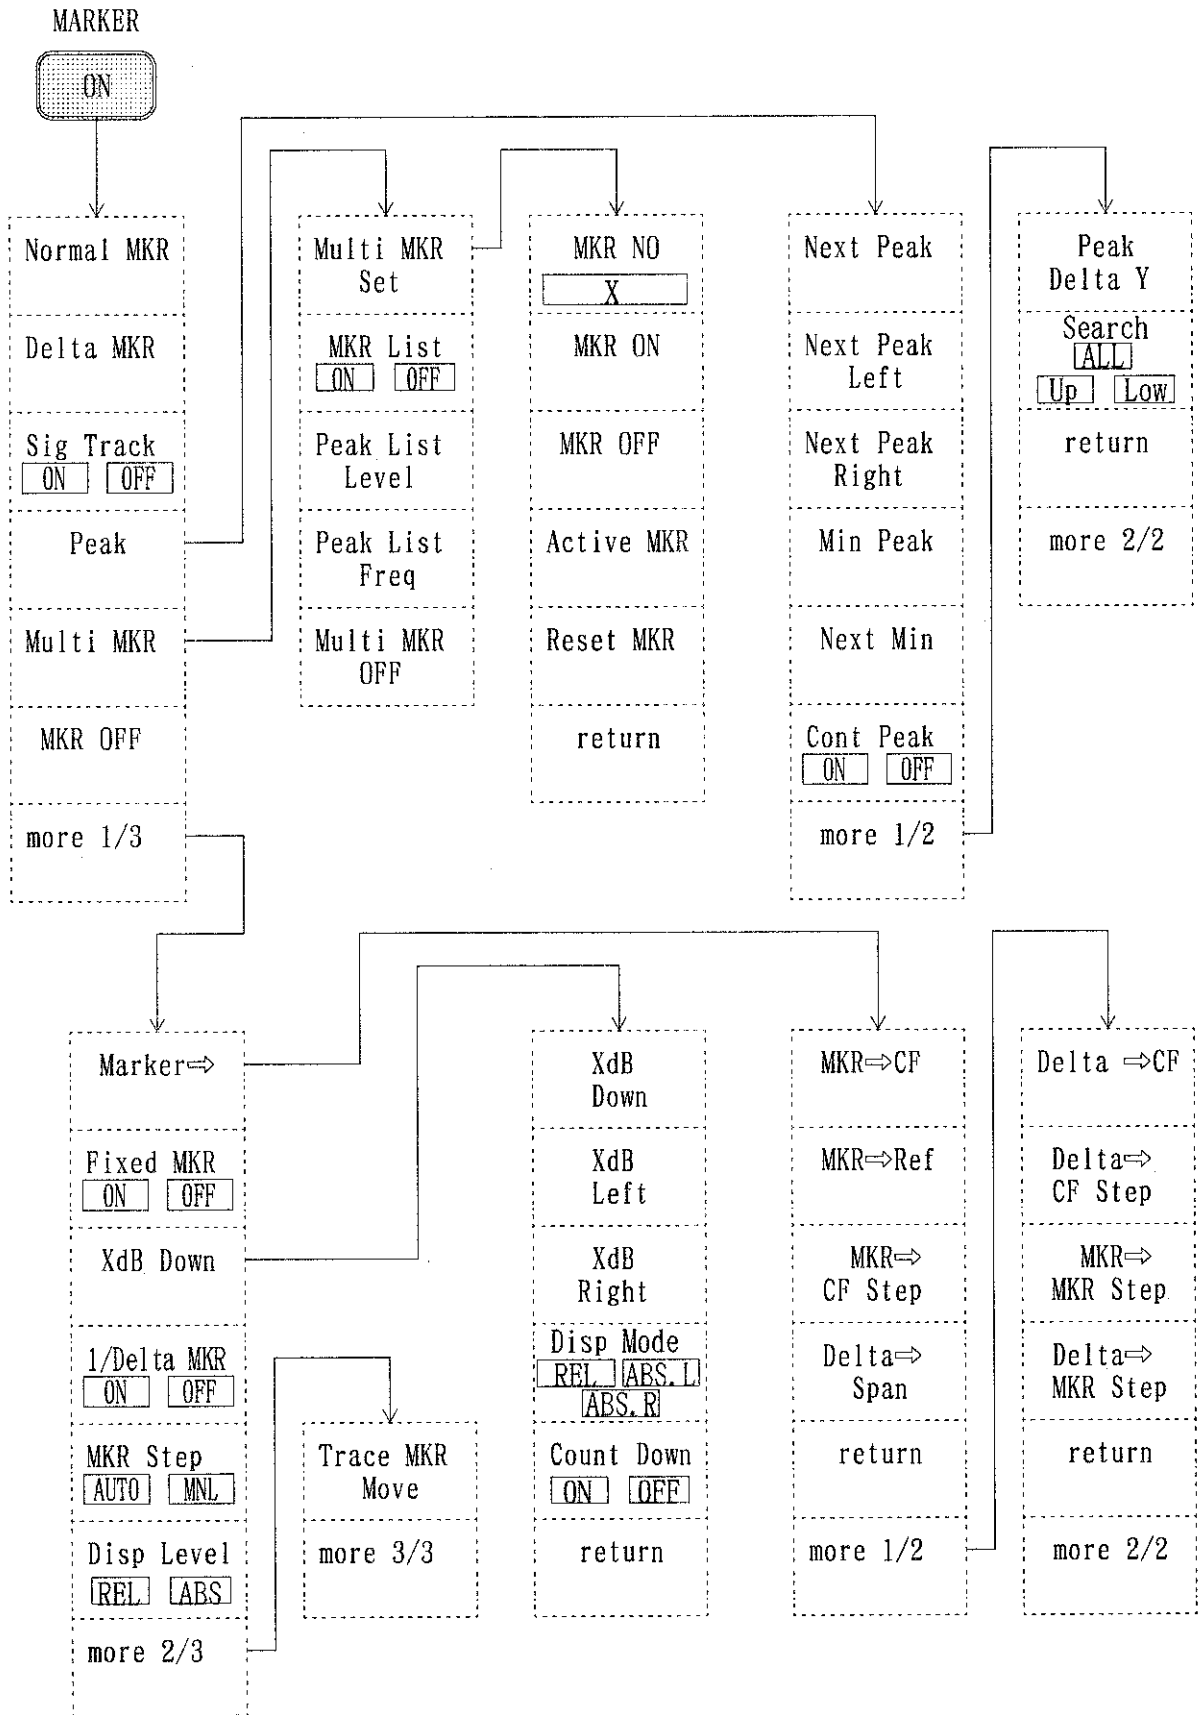 MARKER
ON
Normal MKR
Delta MKR
Sig Track
ON OFF
Peak
Multi MKR
MKR OFF
more 1/3
Multi MKR
Set
MKR List
ON OFF
Peak List
Level
Peak List
Freq
Multi MKR
OFF
MKR NO
X
MKR ON
MKR OFF
Active MKR
Reset MKR
return
Next Peak
Next Peak
Left
Next Peak
Right
Min Peak
Next Min
Cont Peak
ON OFF
more 1/2
Peak
Delta Y
Search
ALL
Up Low
return
more 2/2
Marker⇨
Fixed MKR
ON OFF
XdB Down
1/Delta MKR
ON OFF
MKR Step
AUTO MNL
Disp Level
REL ABS
more 2/3
Trace MKR
Move
more 3/3
XdB
Down
XdB
Left
XdB
Right
Disp Mode
REL ABS.L
ABS.R
Count Down
ON OFF
return
MKR⇨CF
MKR⇨Ref
MKR⇨
CF Step
Delta⇨
Span
return
more 1/2
Delta ⇨CF
Delta⇨
CF Step
MKR⇨
MKR Step
Delta⇨
MKR Step
return
more 2/2